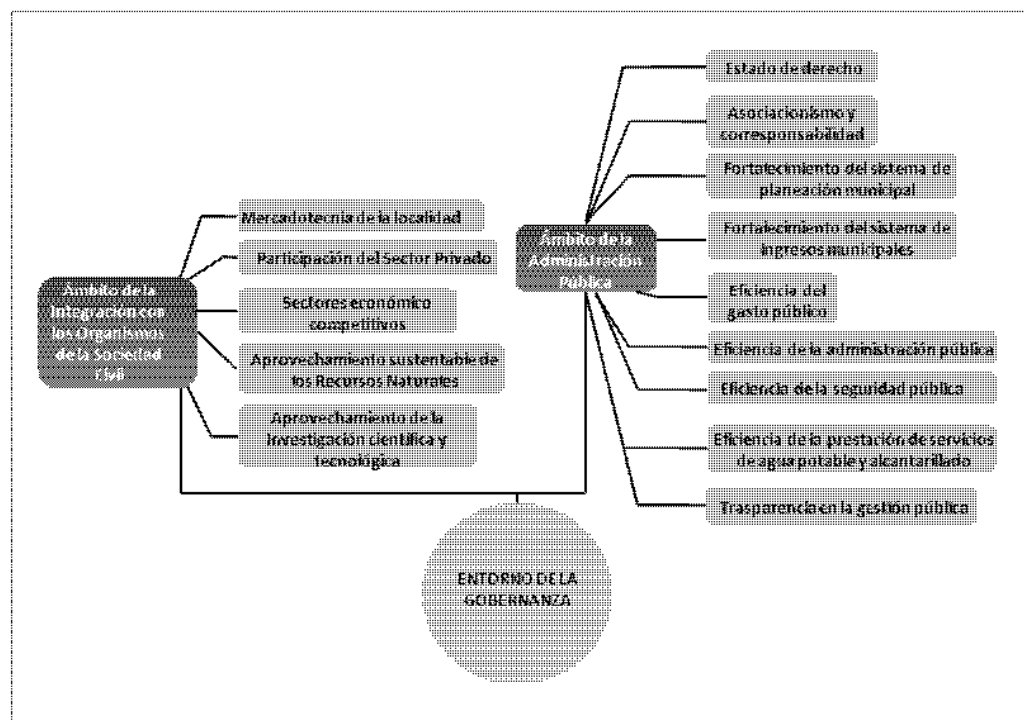 Mercadotecnia de la localidad
Participación del Sector Privado
Ámbito de la
Integración con
los Organismos
de la Sociedad
Civil
Sectores económico
competitivos
Aprovechamiento sustentable de
los Recursos Naturales
Aprovechamiento de la
investigación científica y
tecnológica
Ámbito de la
Administración
Pública
Estado de derecho
Asociacionismo y
corresponsabilidad
Fortalecimiento del sistema de
planeación municipal
Fortalecimiento del sistema de
ingresos municipales
Eficiencia del
gasto público
Eficiencia de la administración pública
Eficiencia de la seguridad pública
Eficiencia de la prestación de servicios
de agua potable y alcantarillado
Trasparencia en la gestión pública
ENTORNO DE LA
GOBERNANZA